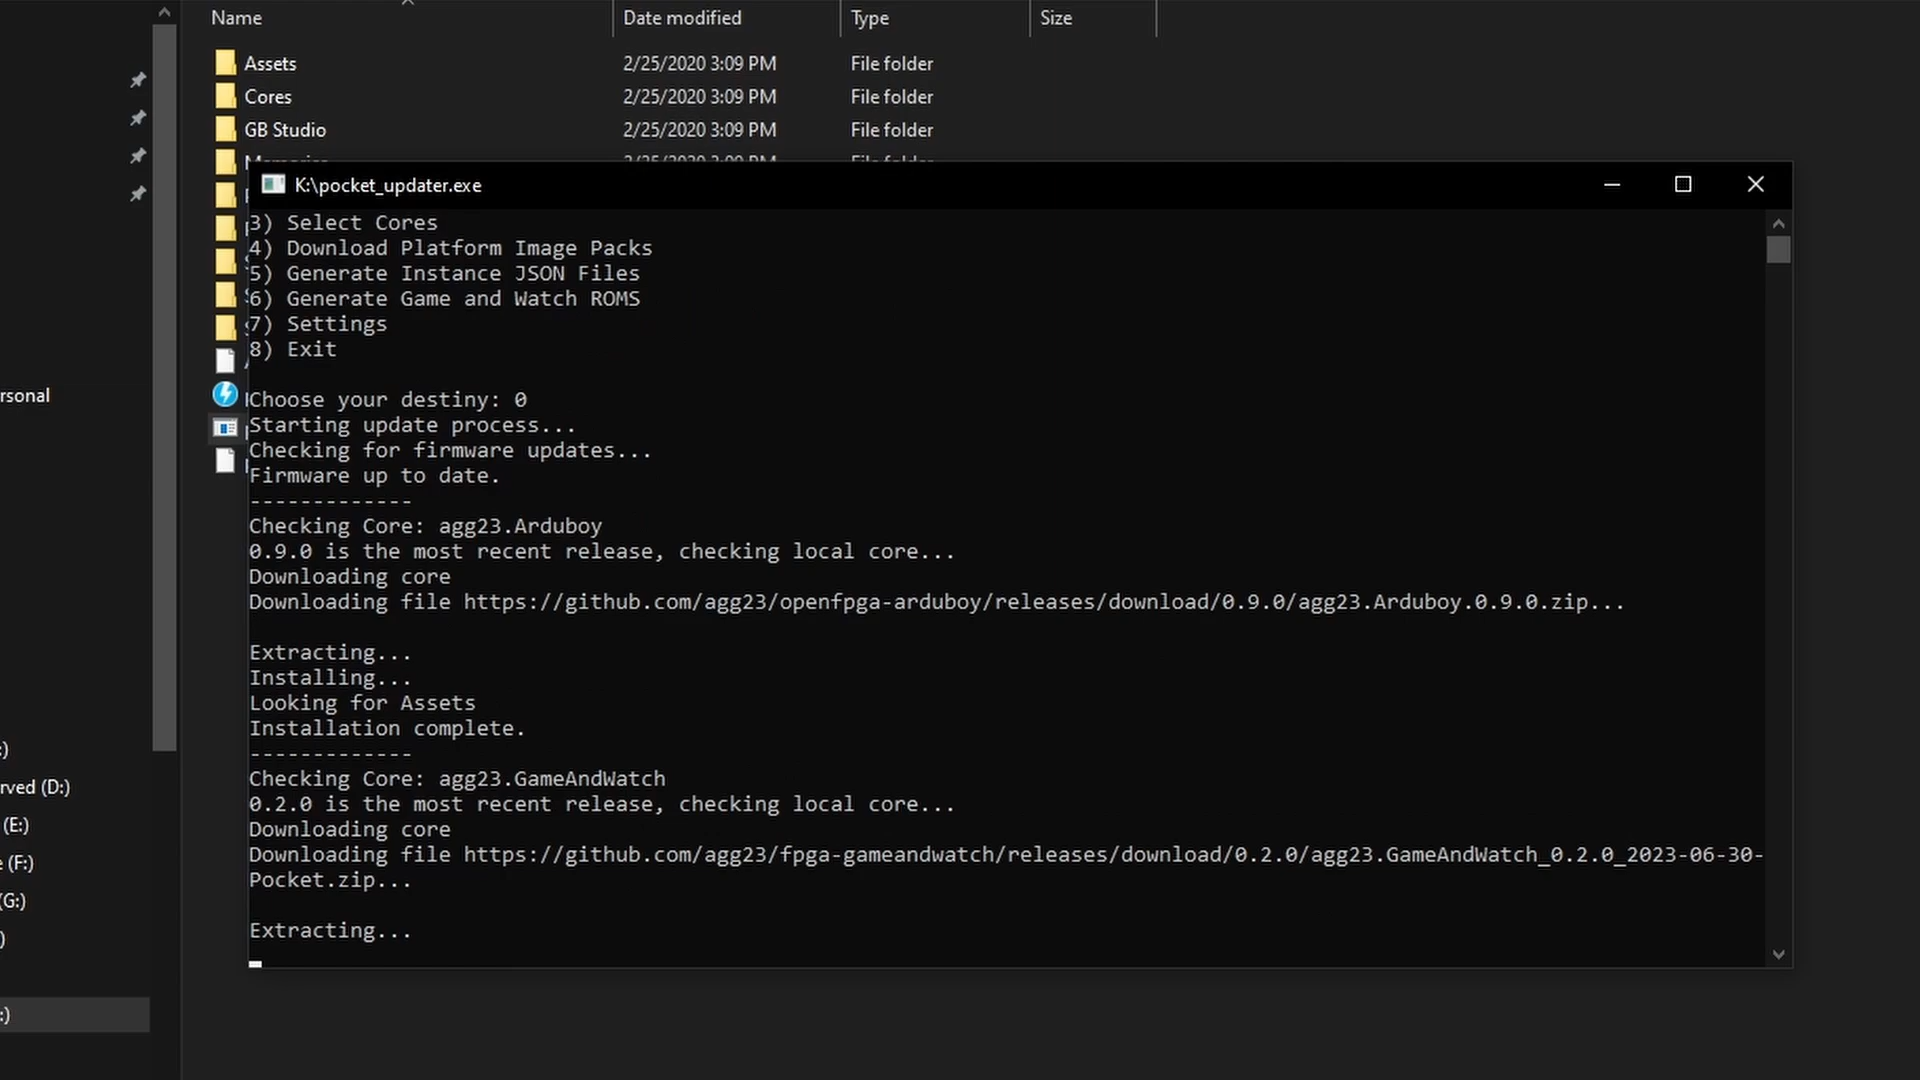 Name Date modified Type Size
Assets 2/25/2020 3:09 PM File folder
Cores 2/25/2020 3:09 PM File folder
GB Studio 2/25/2020 3:09 PM File folder
2/25/2020 3:09 PM File folder
K:\pocket_updater.exe
3) Select Cores
4) Download Platform Image Packs
5) Generate Instance JSON Files
6) Generate Game and Watch ROMS
7) Settings
8) Exit
Choose your destiny: 0
Starting update process...
Checking for firmware updates...
Firmware up to date.
-------------
Checking Core: agg23.Arduboy
0.9.0 is the most recent release, checking local core...
Downloading core
Downloading file https://github.com/agg23/openfpga-arduboy/releases/download/0.9.0/agg23.Arduboy.0.9.0.zip...
Extracting...
Installing...
Looking for Assets
Installation complete.
-------------
Checking Core: agg23.GameAndWatch
0.2.0 is the most recent release, checking local core...
Downloading core
Downloading file https://github.com/agg23/fpga-gameandwatch/releases/download/0.2.0/agg23.GameAndWatch_0.2.0_2023-06-30-
Pocket.zip...
Extracting...
rsonal
:)
rved (D:)
(E:)
e (F:)
(G:)
)
:)